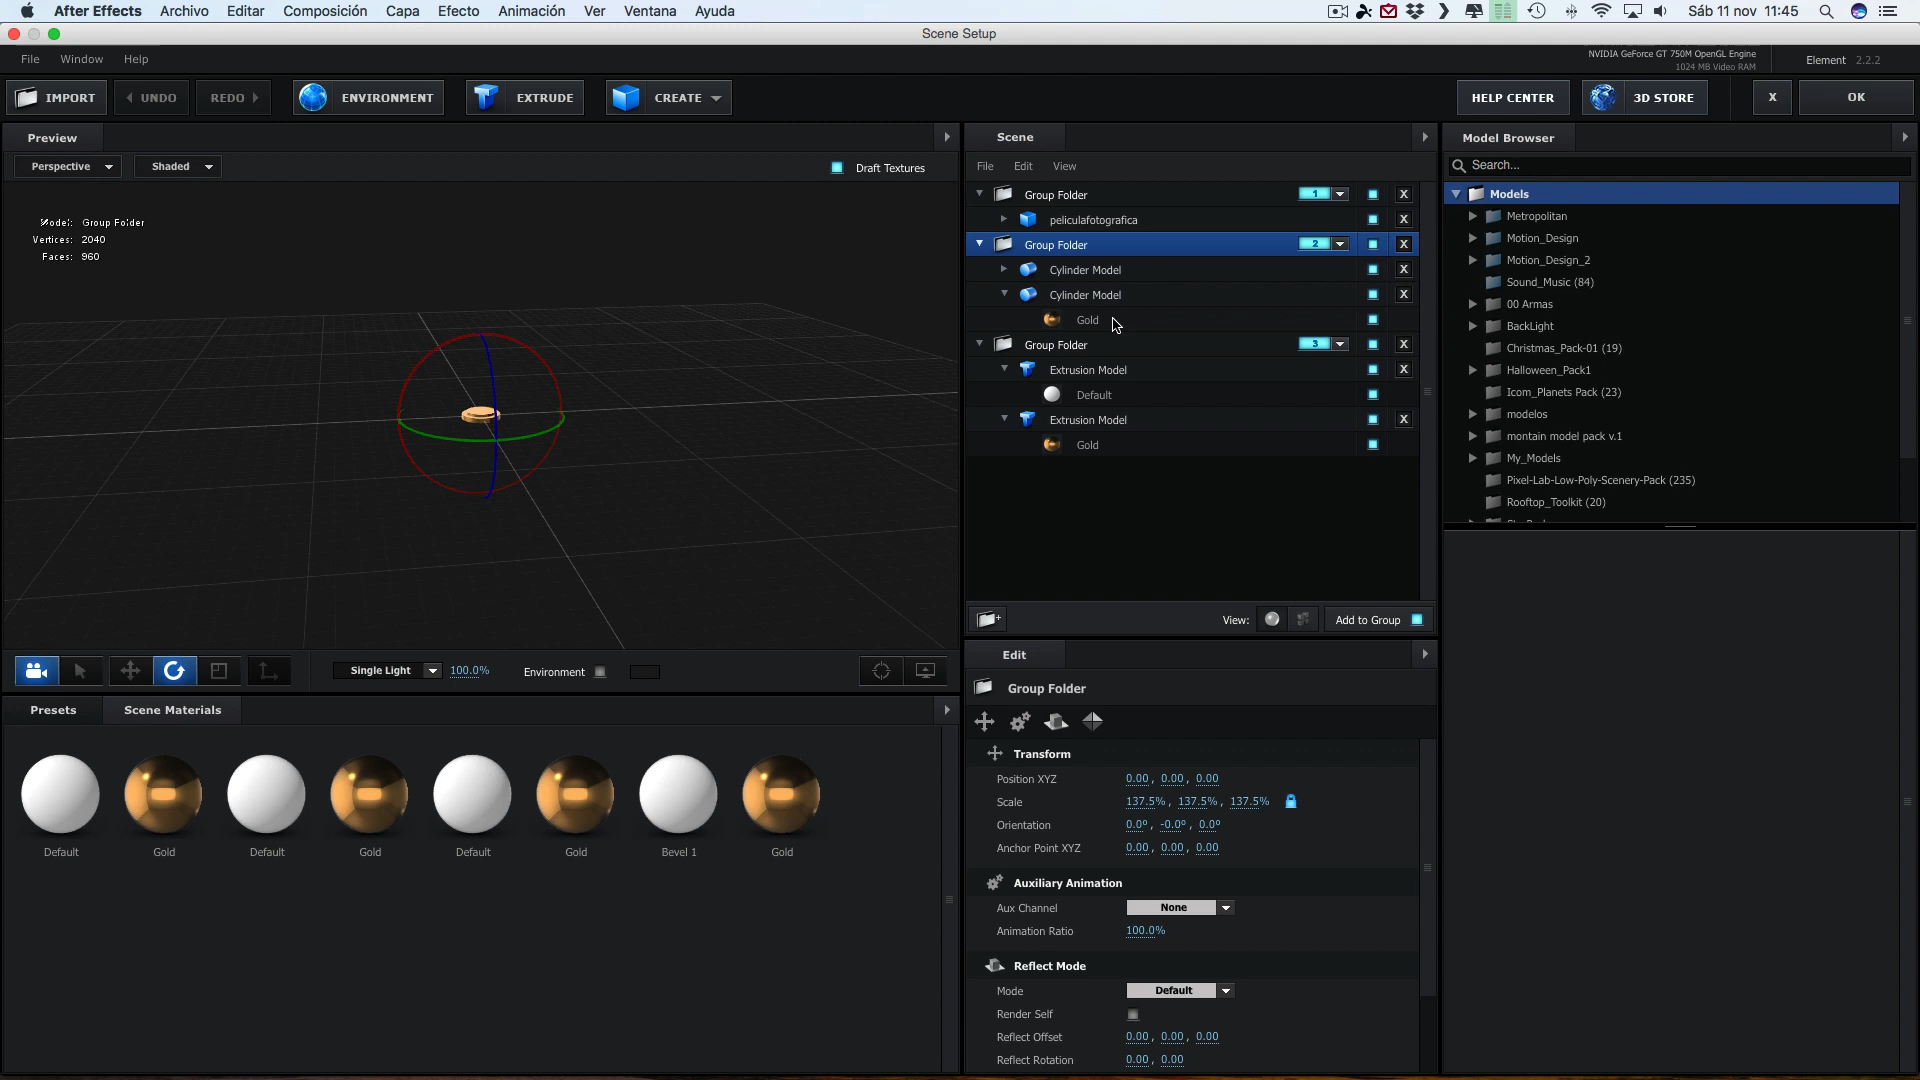 After Effects Archivo Editar Composición Capa Efecto Animación Ver Ventana Ayuda Sáb 11 nov 11:45
Scene Setup
File Window Help
NVIDIA GeForce GT 750M OpenGL Engine
1024 MB Video RAM
Element 2.2.2
IMPORT UNDO REDO ENVIRONMENT EXTRUDE CREATE HELP CENTER 3D STORE X OK
Preview
Perspective Shaded Draft Textures
Model: Group Folder
Vertices: 2040
Faces: 960
Single Light 100.0% Environment
Presets Scene Materials
Default Gold Default Gold Default Gold Bevel 1 Gold
Scene
File Edit View
Group Folder 1 X
peliculafotografica X
Group Folder 2 X
Cylinder Model X
Cylinder Model X
Gold
Group Folder 3 X
Extrusion Model X
Default
Extrusion Model X
Gold
View: Add to Group
Edit
Group Folder
Transform
Position XYZ 0.00, 0.00, 0.00
Scale 137.5%, 137.5%, 137.5%
Orientation 0.0º, -0.0º, 0.0º
Anchor Point XYZ 0.00, 0.00, 0.00
Auxiliary Animation
Aux Channel None
Animation Ratio 100.0%
Reflect Mode
Mode Default
Render Self
Reflect Offset 0.00, 0.00, 0.00
Reflect Rotation 0.00, 0.00
Model Browser
Search...
Models
Metropolitan
Motion_Design
Motion_Design_2
Sound_Music (84)
00 Armas
BackLight
Christmas_Pack-01 (19)
Halloween_Pack1
Icom_Planets Pack (23)
modelos
montain model pack v.1
My_Models
Pixel-Lab-Low-Poly-Scenery-Pack (235)
Rooftop_Toolkit (20)